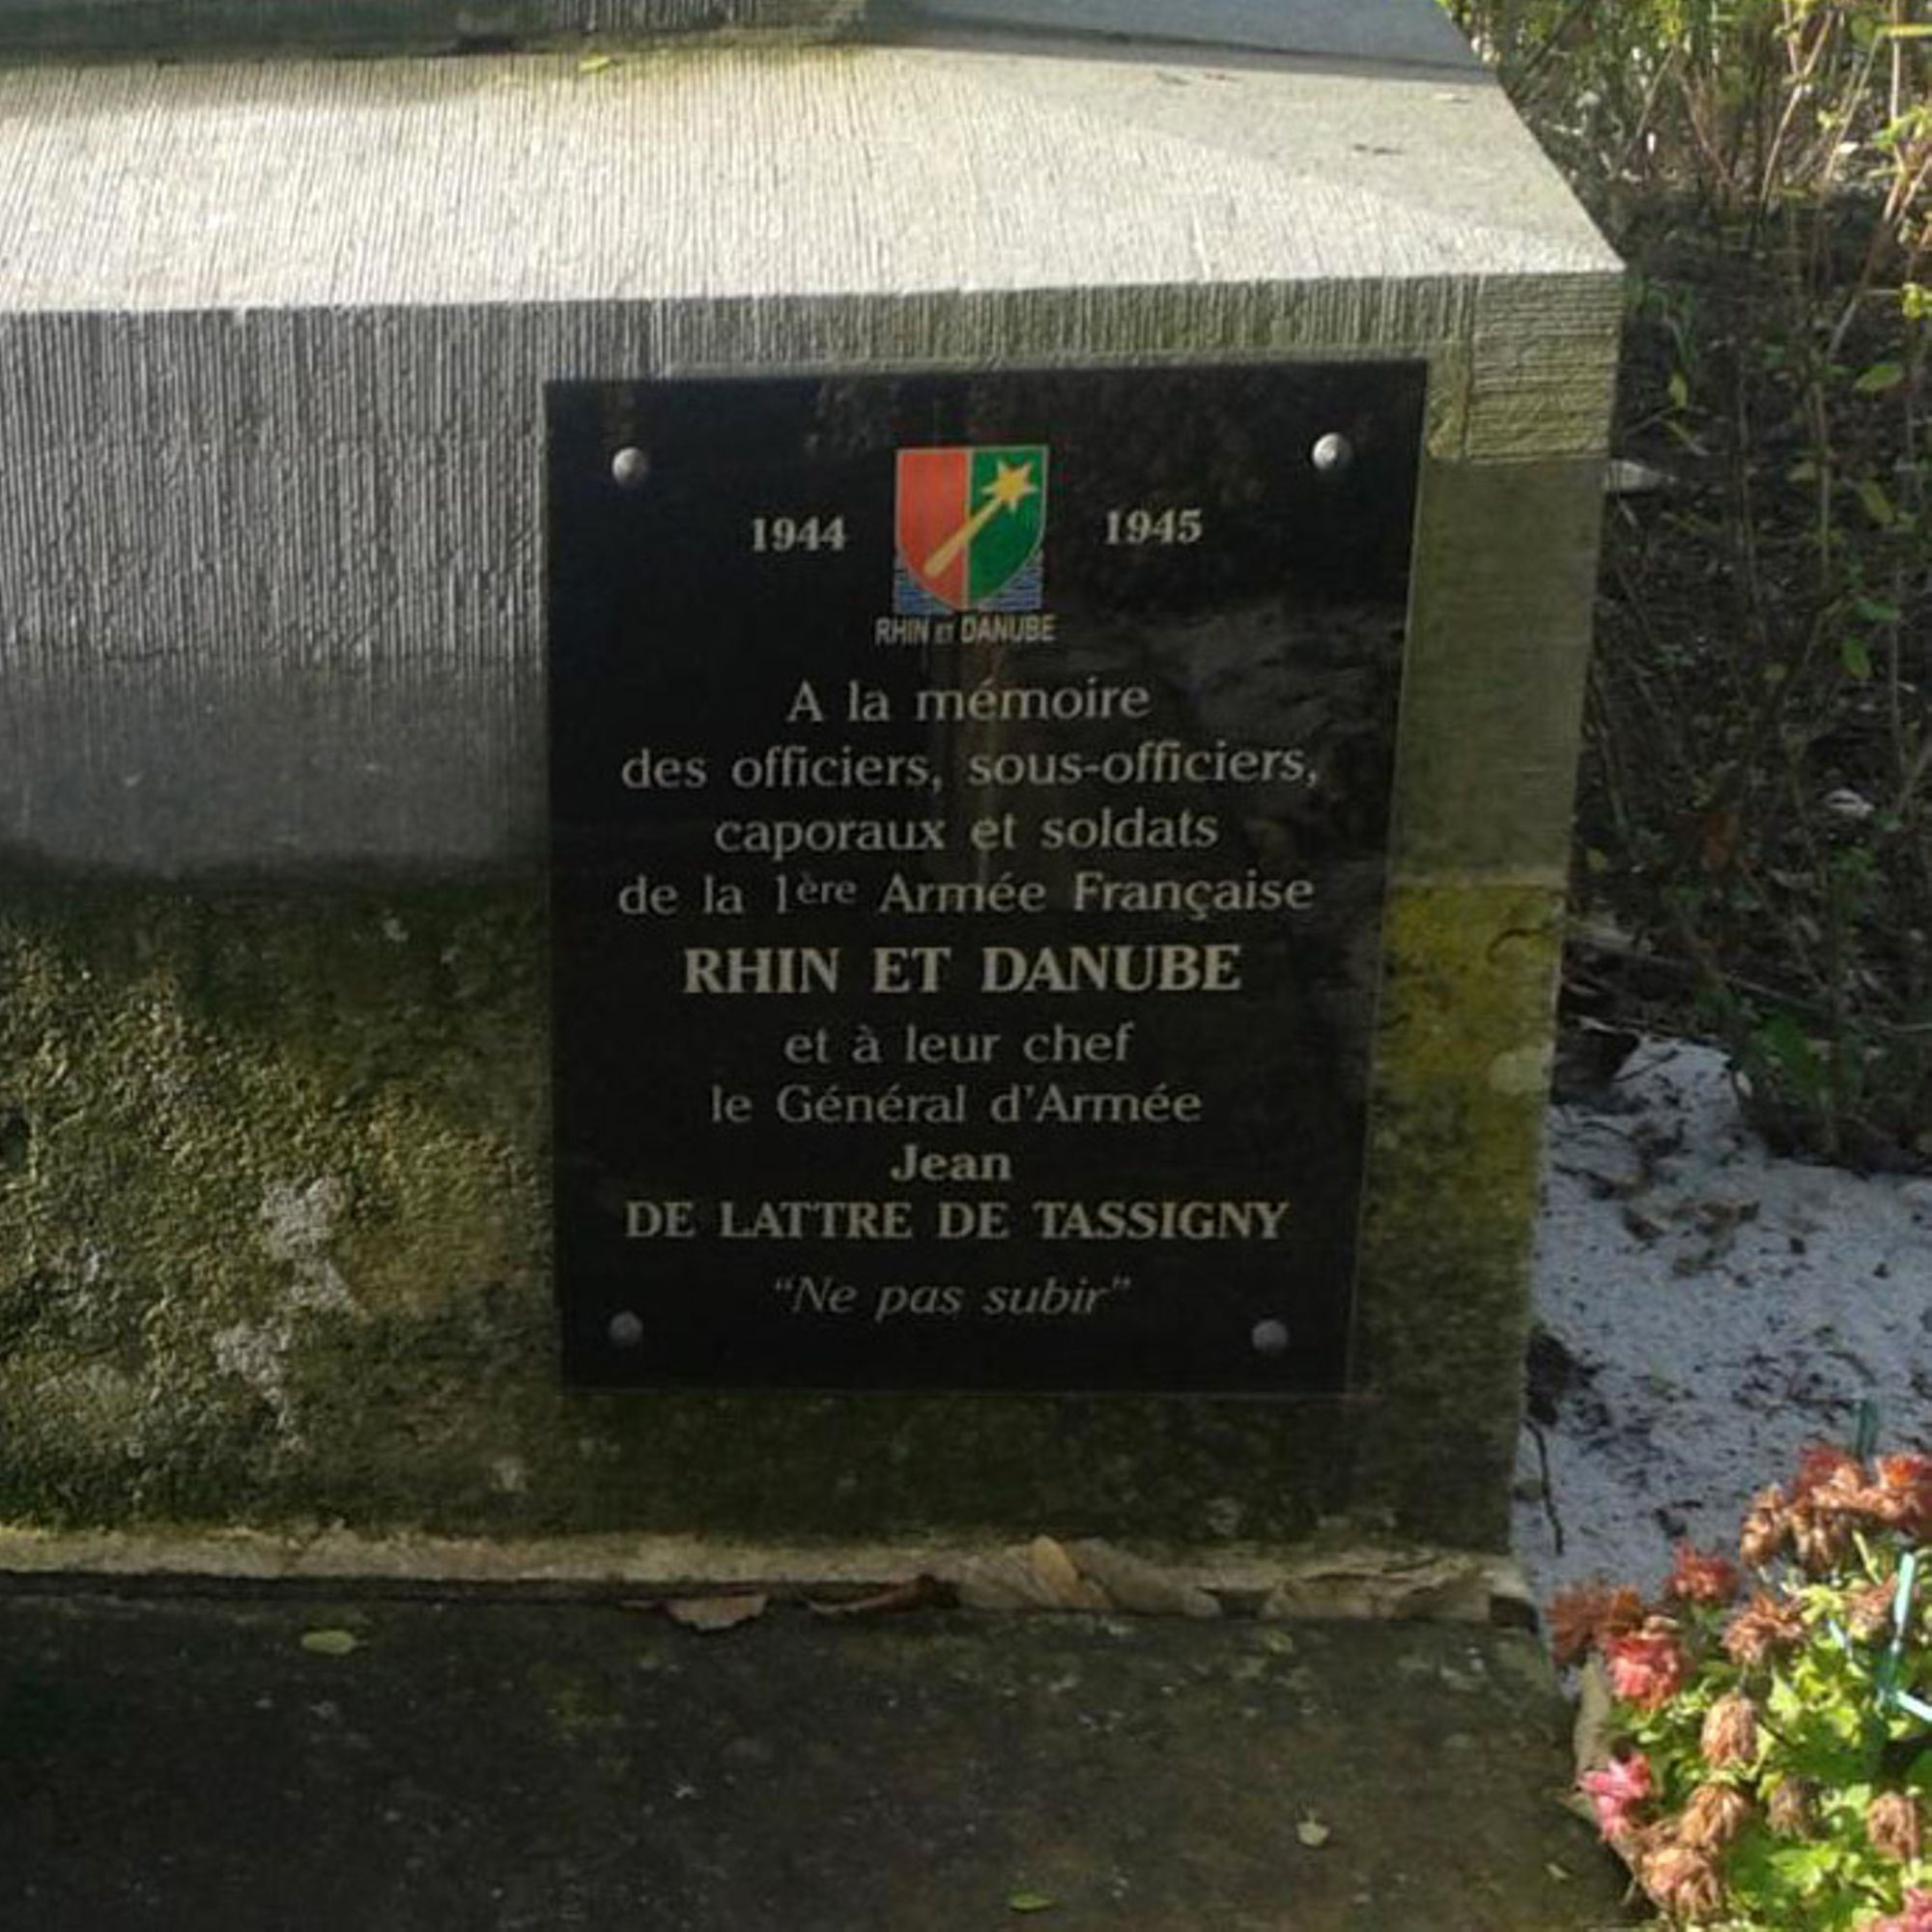 1944 1945
RHIN ET DANUBE
A la mémoire
des officiers, sous-officiers,
caporaux et soldats
de la 1ère Armée Française
RHIN ET DANUBE
et à leur chef
le Général d'Armée
Jean
DE LATTRE DE TASSIGNY
“Ne pas subir”